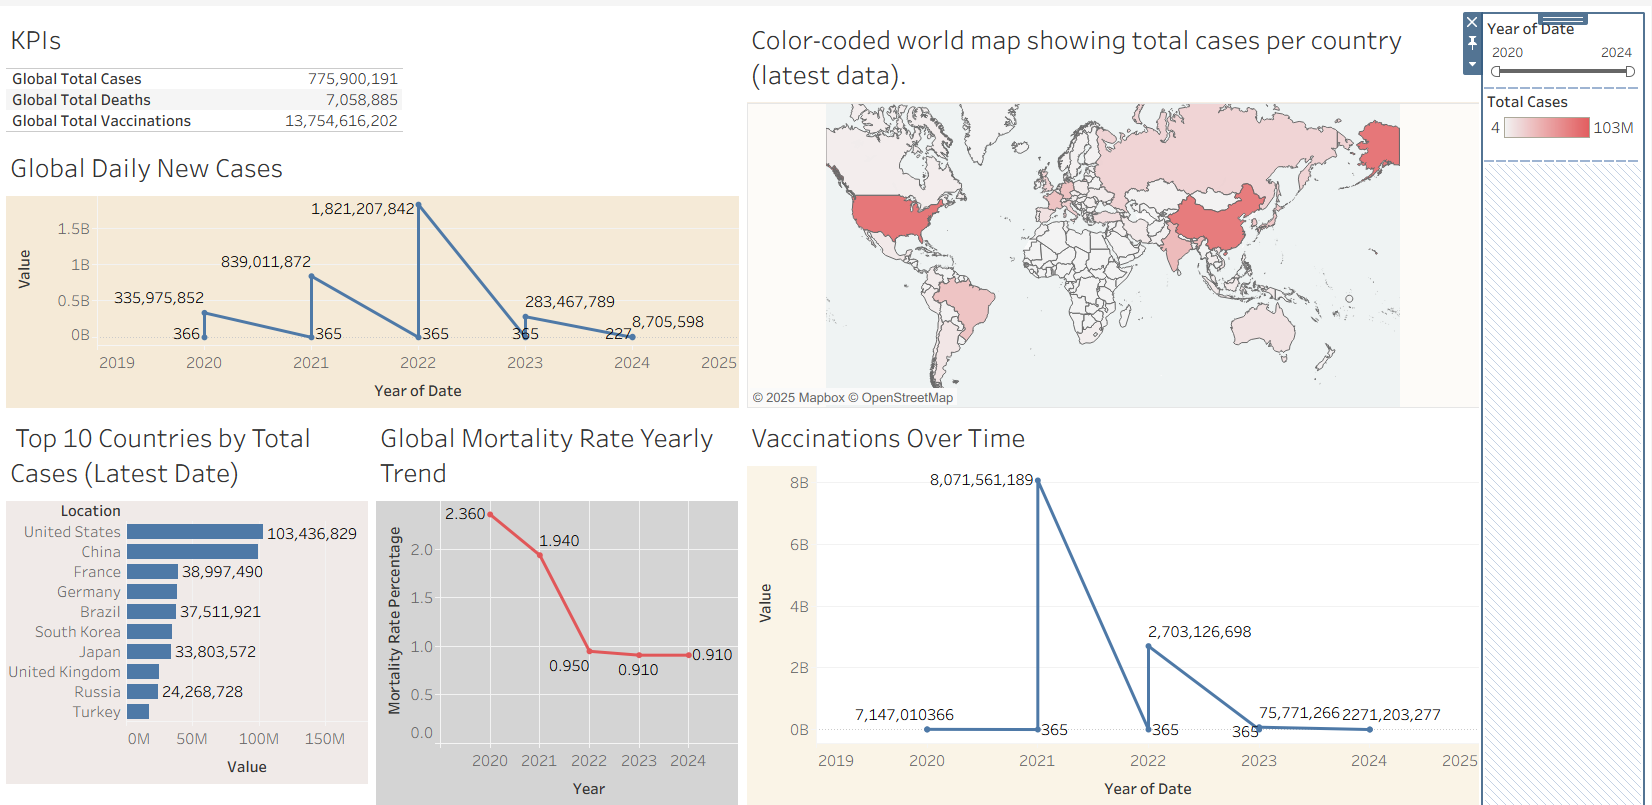 KPIs
Global Total Cases 775,900,191
Global Total Deaths 7,058,885
Global Total Vaccinations 13,754,616,202
Global Daily New Cases
Value
1.5B
1B
0.5B
0B
1,821,207,842
839,011,872
335,975,852
283,467,789
8,705,598
366
365
365
365
227
2019 2020 2021 2022 2023 2024 2025
Year of Date
Color-coded world map showing total cases per country
(latest data).
© 2025 Mapbox © OpenStreetMap
Year of Date
2020 2024
Total Cases
4 103M
Top 10 Countries by Total
Cases (Latest Date)
Location
United States 103,436,829
China
France 38,997,490
Germany
Brazil 37,511,921
South Korea
Japan 33,803,572
United Kingdom
Russia 24,268,728
Turkey
0M 50M 100M 150M
Value
Global Mortality Rate Yearly
Trend
Mortality Rate Percentage
2.0
1.5
1.0
0.5
0.0
2.360
1.940
0.950
0.910
0.910
2020 2021 2022 2023 2024
Year
Vaccinations Over Time
Value
8B
6B
4B
2B
0B
8,071,561,189
2,703,126,698
7,147,010366
75,771,2662271,203,277
365
365
365
2019 2020 2021 2022 2023 2024 2025
Year of Date